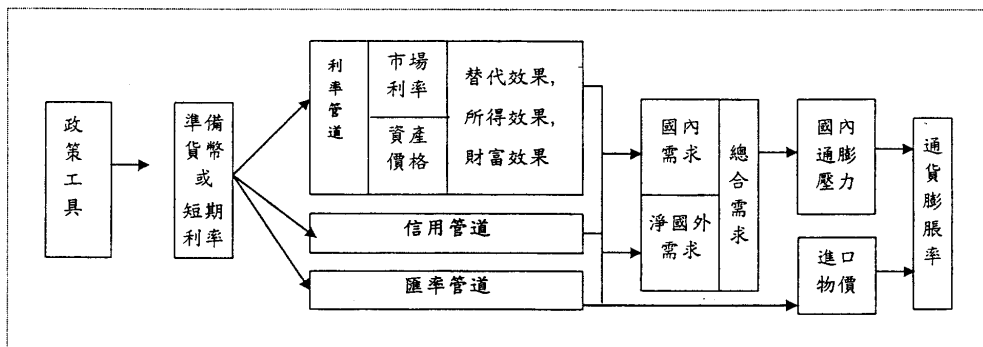 政策工具
準備
貨幣
或
短期
利率
利率管道
市場
利率
資產
價格
替代效果,
所得效果,
財富效果
信用管道
匯率管道
國內
需求
淨國外
需求
總合需求
國內
通膨
壓力
進口
物價
通貨膨脹率